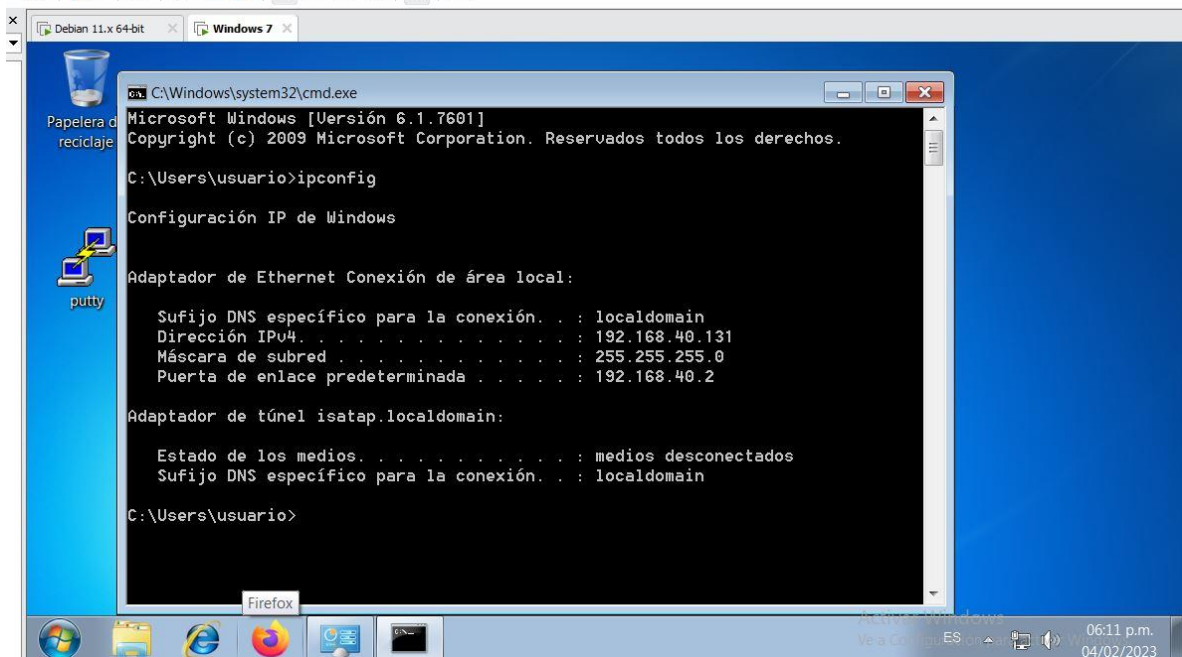 Debian 11.x 64-bit
Windows 7
Papelera d
reciclaje
putty
C:\Windows\system32\cmd.exe
Microsoft Windows [Versión 6.1.7601]
Copyright (c) 2009 Microsoft Corporation. Reservados todos los derechos.
C:\Users\usuario>ipconfig
Configuración IP de Windows
Adaptador de Ethernet Conexión de área local:
Sufijo DNS específico para la conexión. . : localdomain
Dirección IPv4. . . . . . . . . . . . . . : 192.168.40.131
Máscara de subred . . . . . . . . . . . . : 255.255.255.0
Puerta de enlace predeterminada . . . . . : 192.168.40.2
Adaptador de túnel isatap.localdomain:
Estado de los medios. . . . . . . . . . . : medios desconectados
Sufijo DNS específico para la conexión. . : localdomain
C:\Users\usuario>
Firefox
Activar Windows
Ve a
ES
06:11 p.m.
04/02/2023